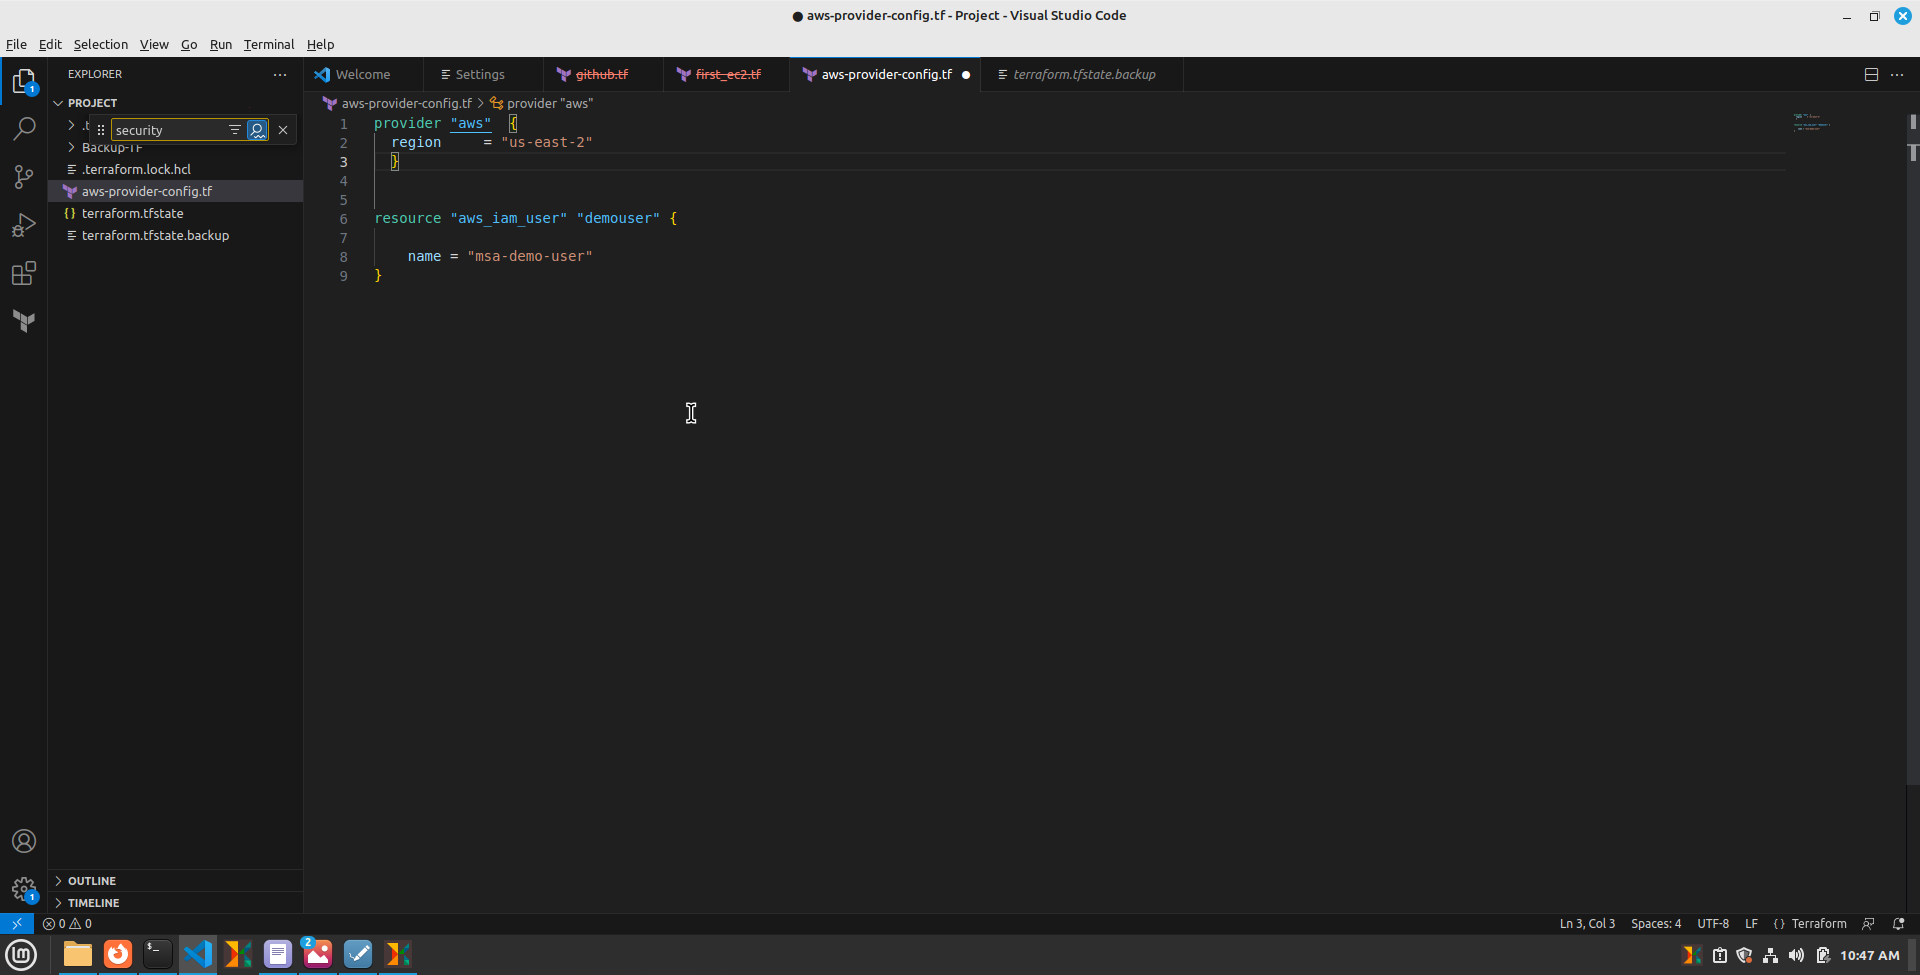 aws-provider-config.tf - Project - Visual Studio Code
File Edit Selection View Go Run Terminal Help
EXPLORER
Welcome Settings github.tf first_ec2.tf aws-provider-config.tf terraform.tfstate.backup
PROJECT
aws-provider-config.tf > provider "aws"
security
Backup-TF
.terraform.lock.hcl
aws-provider-config.tf
{} terraform.tfstate
terraform.tfstate.backup
1 provider "aws" {
2 region = "us-east-2"
3 }
4
5
6 resource "aws_iam_user" "demouser" {
7
8 name = "msa-demo-user"
9 }
1
OUTLINE
1
TIMELINE
0 0
Ln 3, Col 3 Spaces: 4 UTF-8 LF {} Terraform
2
10:47 AM